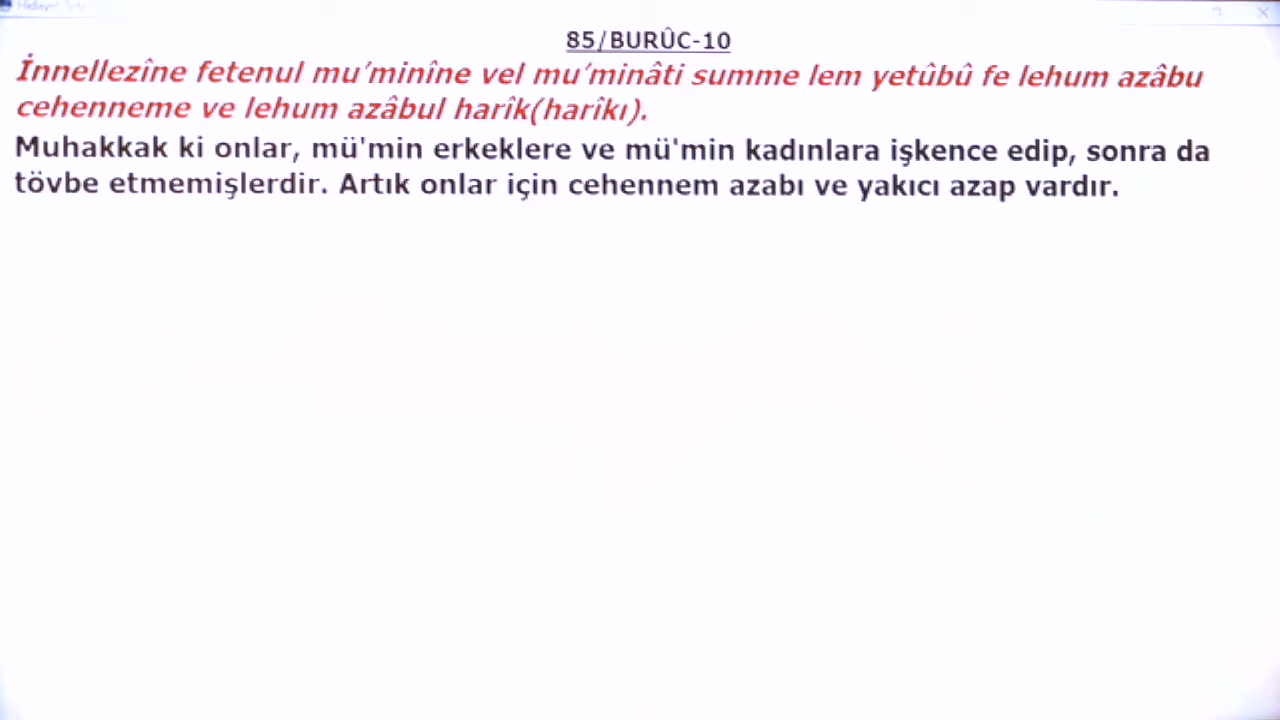 85/BURÛC-10
İnnellezîne fetenul mu’minîne vel mu’minâti summe lem yetûbû fe lehum azâbu
cehenneme ve lehum azâbul harîk(harîkı).
Muhakkak ki onlar, mü'min erkeklere ve mü'min kadınlara işkence edip, sonra da
tövbe etmemişlerdir. Artık onlar için cehennem azabı ve yakıcı azap vardır.